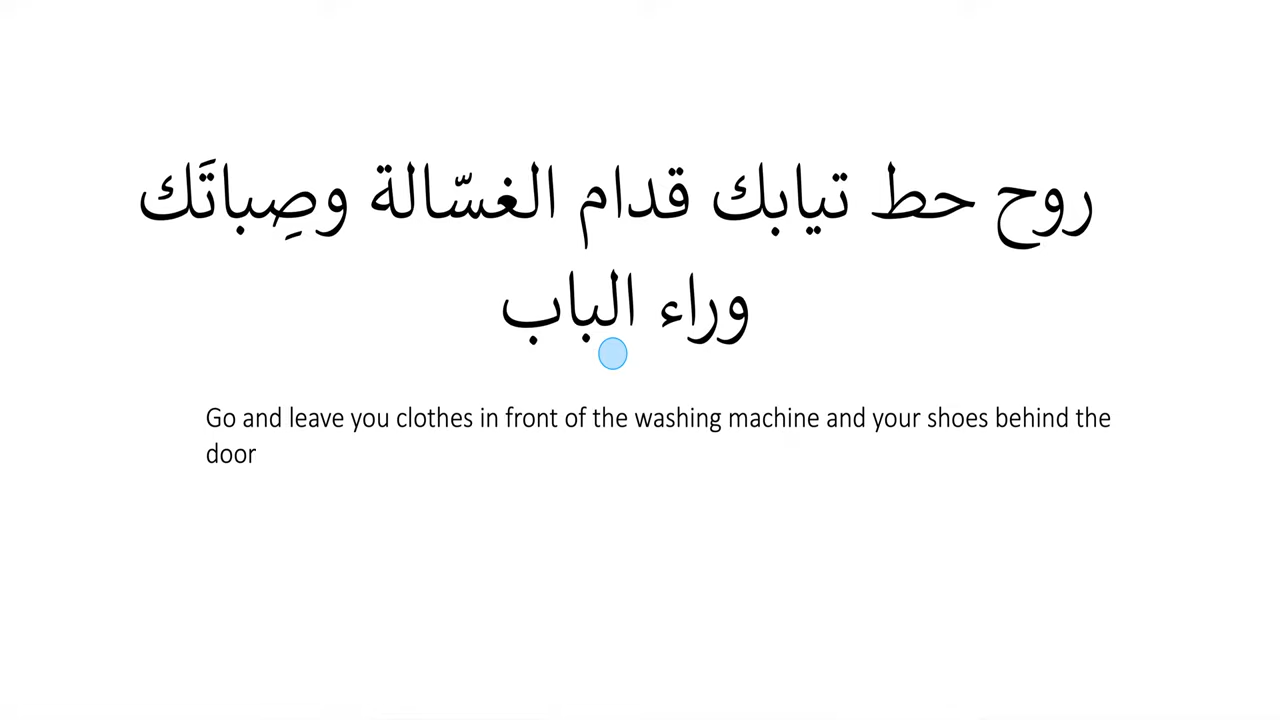 روح حط تيابك قدام الغسّالة وصِباتَك
وراء الباب
Go and leave you clothes in front of the washing machine and your shoes behind the
door